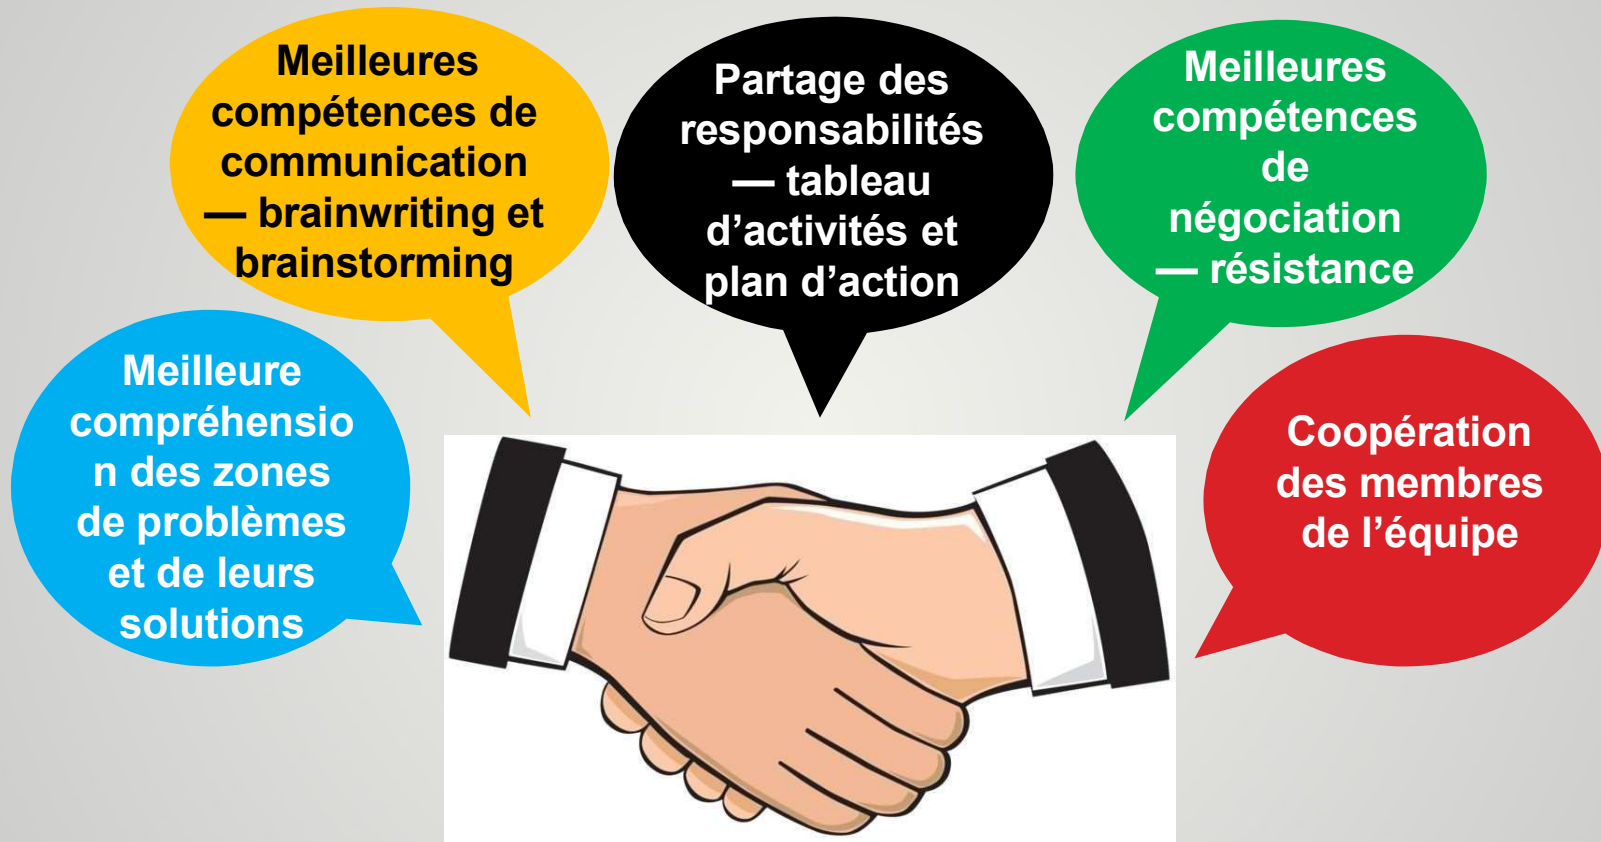 Meilleures
compétences de
communication
— brainwriting et
brainstorming
Partage des
responsabilités
— tableau
d’activités et
plan d’action
Meilleures
compétences
de
négociation
— résistance
Meilleure
compréhensio
n des zones
de problèmes
et de leurs
solutions
Coopération
des membres
de l’équipe